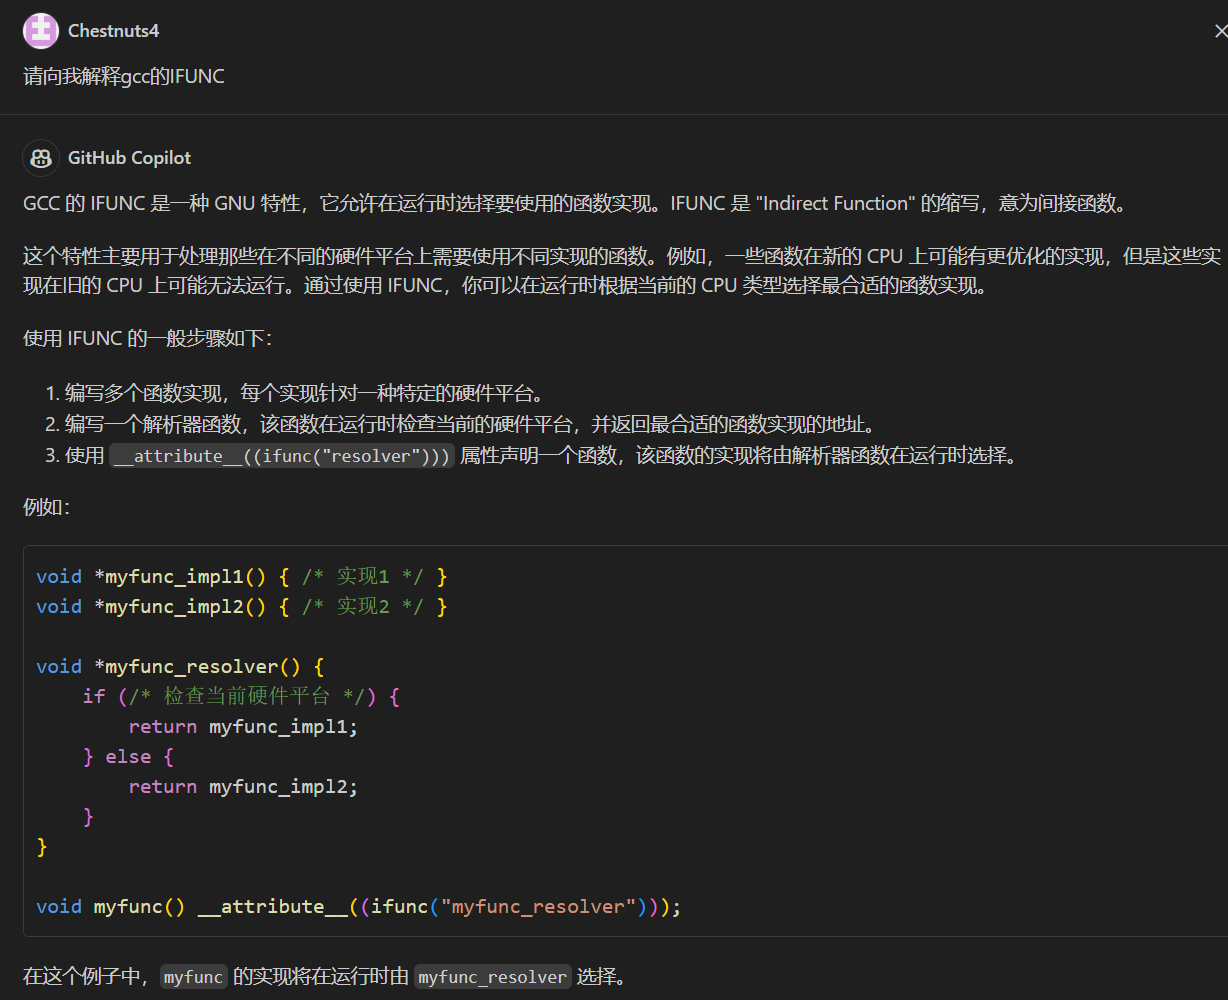 Chestnuts4
请向我解释gcc的IFUNC
GitHub Copilot
GCC 的 IFUNC 是一种 GNU 特性，它允许在运行时选择要使用的函数实现。IFUNC 是 "Indirect Function" 的缩写，意为间接函数。
这个特性主要用于处理那些在不同的硬件平台上需要使用不同实现的函数。例如，一些函数在新的 CPU 上可能有更优化的实现，但是这些实
现在旧的 CPU 上可能无法运行。通过使用 IFUNC，你可以在运行时根据当前的 CPU 类型选择最合适的函数实现。
使用 IFUNC 的一般步骤如下：
1. 编写多个函数实现，每个实现针对一种特定的硬件平台。
2. 编写一个解析器函数，该函数在运行时检查当前的硬件平台，并返回最合适的函数实现的地址。
3. 使用 __attribute__((ifunc("resolver"))) 属性声明一个函数，该函数的实现将由解析器函数在运行时选择。
例如：
void *myfunc_impl1() { /* 实现1 */ }
void *myfunc_impl2() { /* 实现2 */ }
void *myfunc_resolver() {
    if (/* 检查当前硬件平台 */) {
        return myfunc_impl1;
    } else {
        return myfunc_impl2;
    }
}
void myfunc() __attribute__((ifunc("myfunc_resolver")));
在这个例子中，myfunc 的实现将在运行时由 myfunc_resolver 选择。